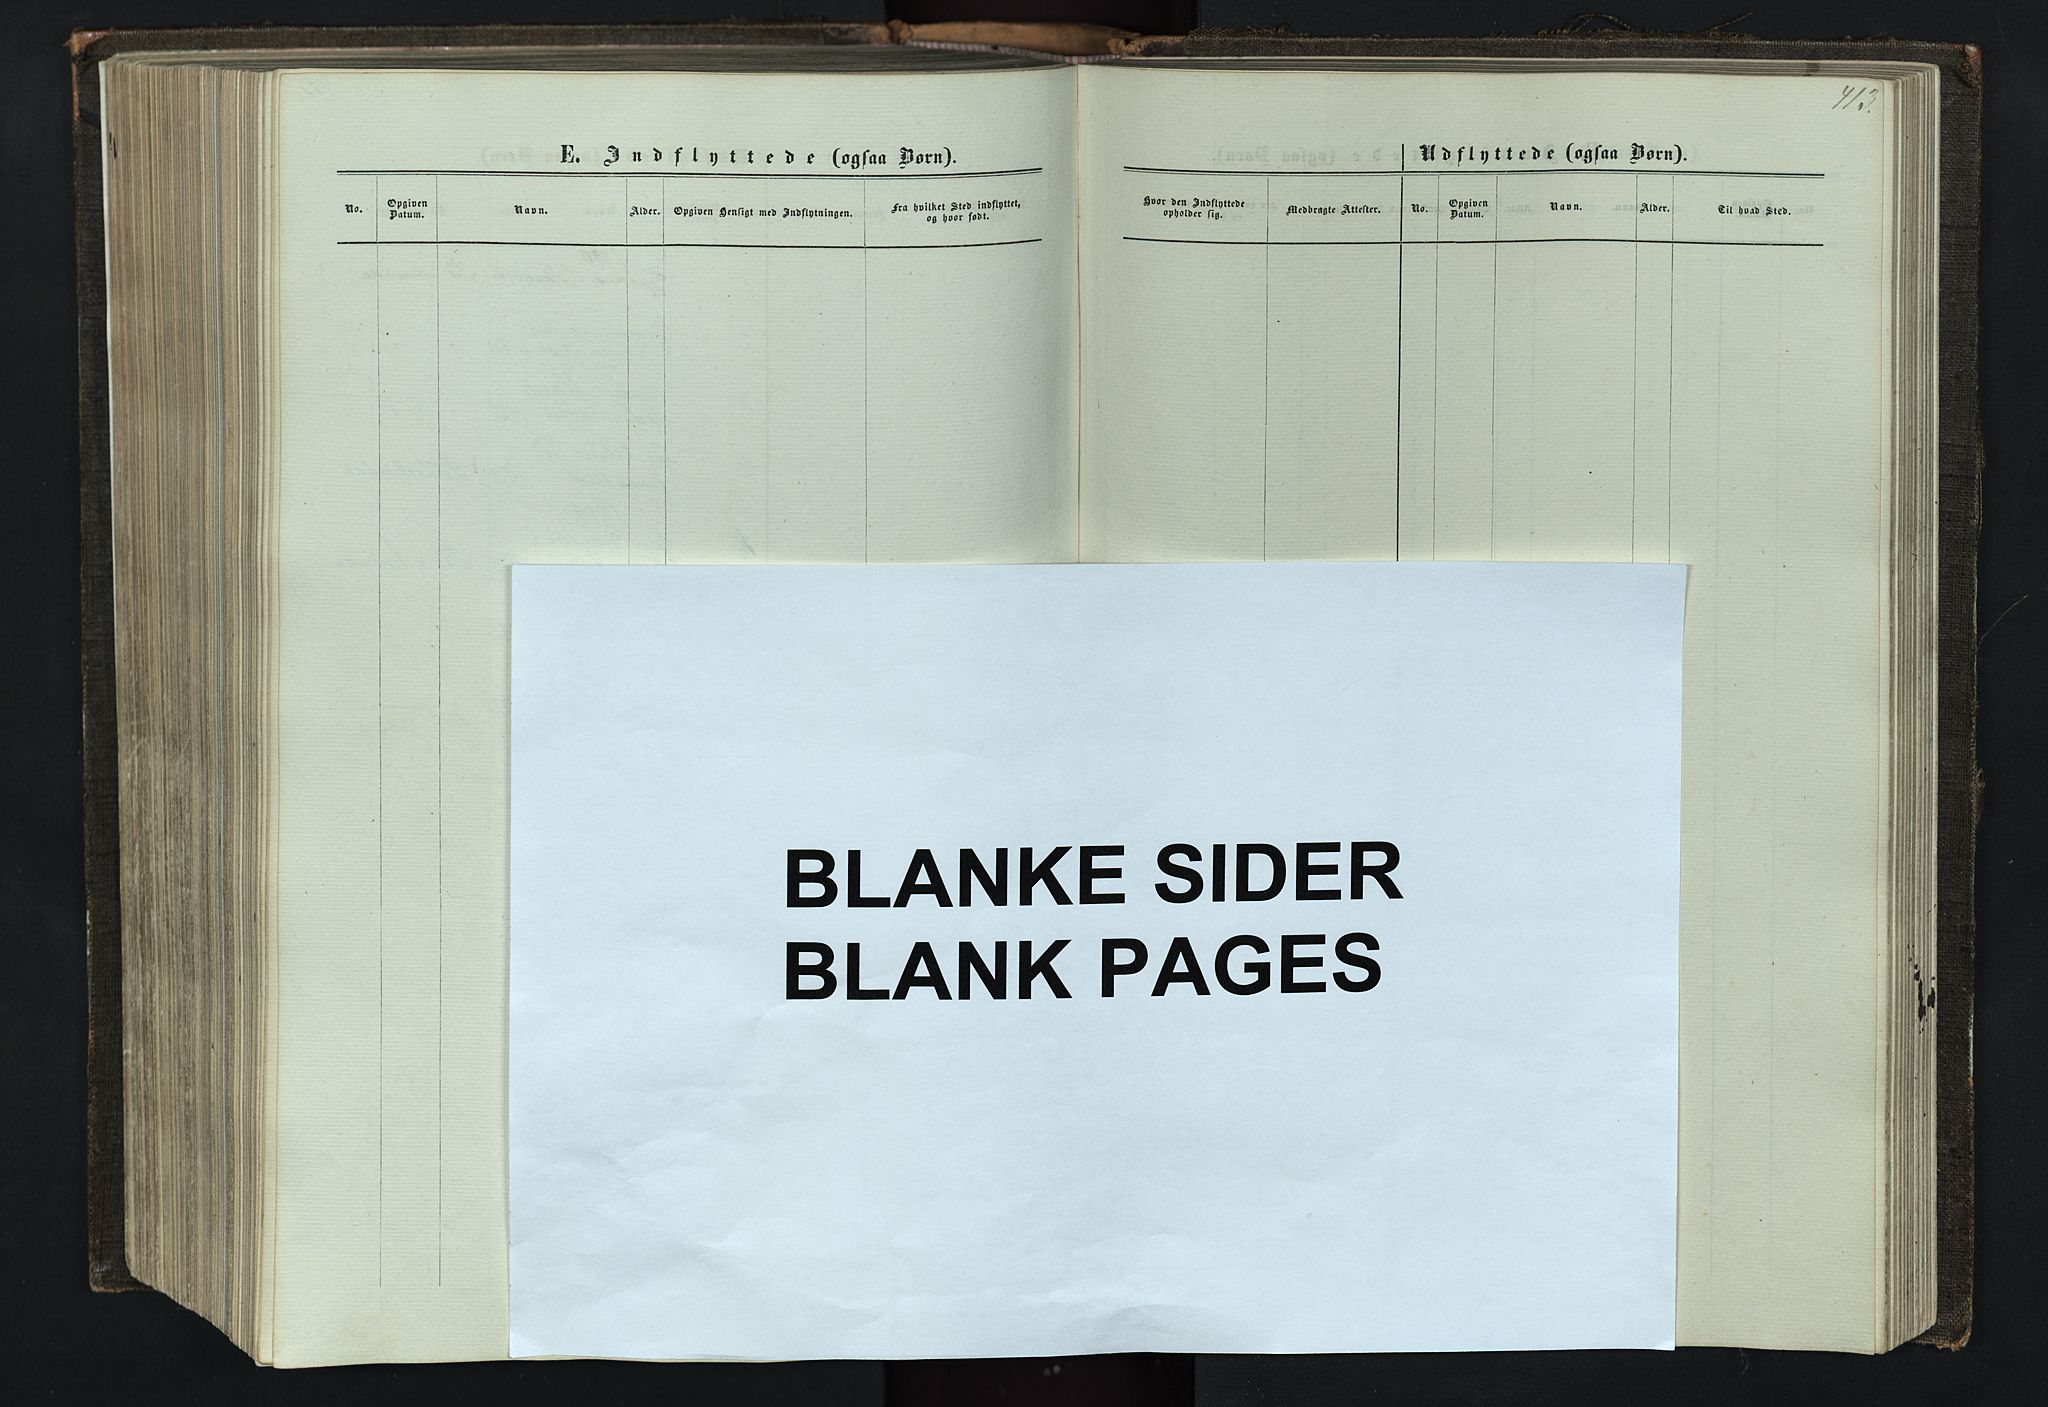 413.
E. Indflyttede (ogsaa Børn).
No.
Opgiven
Datum.
Navn.
Alder.
Opgiven Hensigt med Indflytningen.
Fra hvilket Sted indflyttet,
og hvor født.
Udflyttede (ogsaa Børn).
Hvor den Indflyttede
opholder sig.
Medbragte Attester.
No.
Opgiven
Datum.
Navn.
Alder.
Til hvad Sted.
BLANKE SIDER
BLANK PAGES